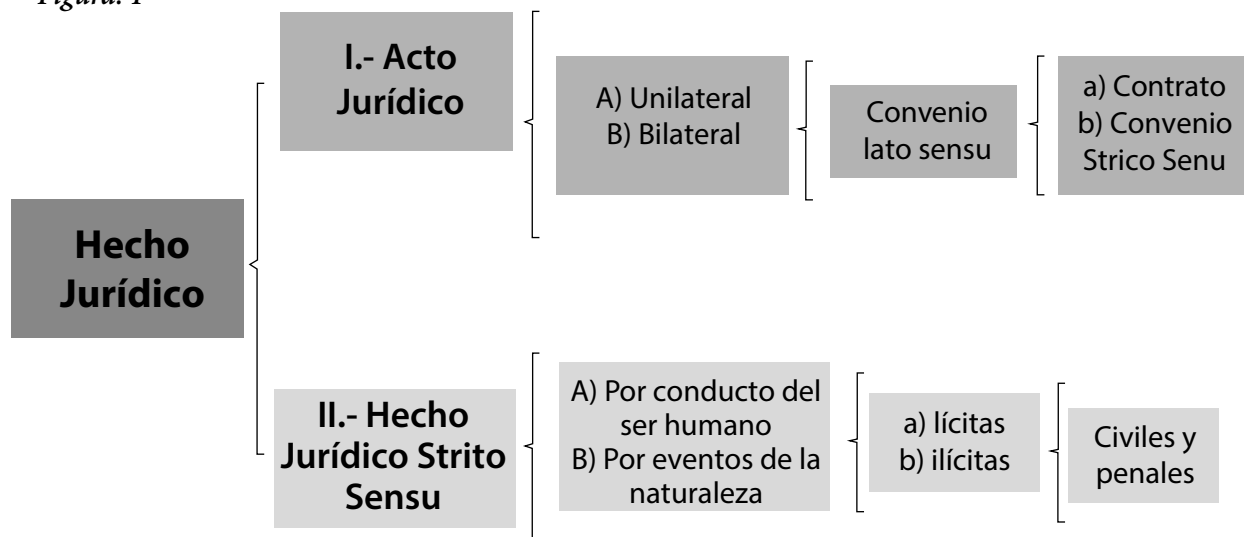 Figura. 1
Hecho
Jurídico
I.- Acto
Jurídico
A) Unilateral
B) Bilateral
Convenio
lato sensu
a) Contrato
b) Convenio
Strico Senu
II.- Hecho
Jurídico Strito
Sensu
A) Por conducto del
ser humano
B) Por eventos de la
naturaleza
a) lícitas
b) ilícitas
Civiles y
penales